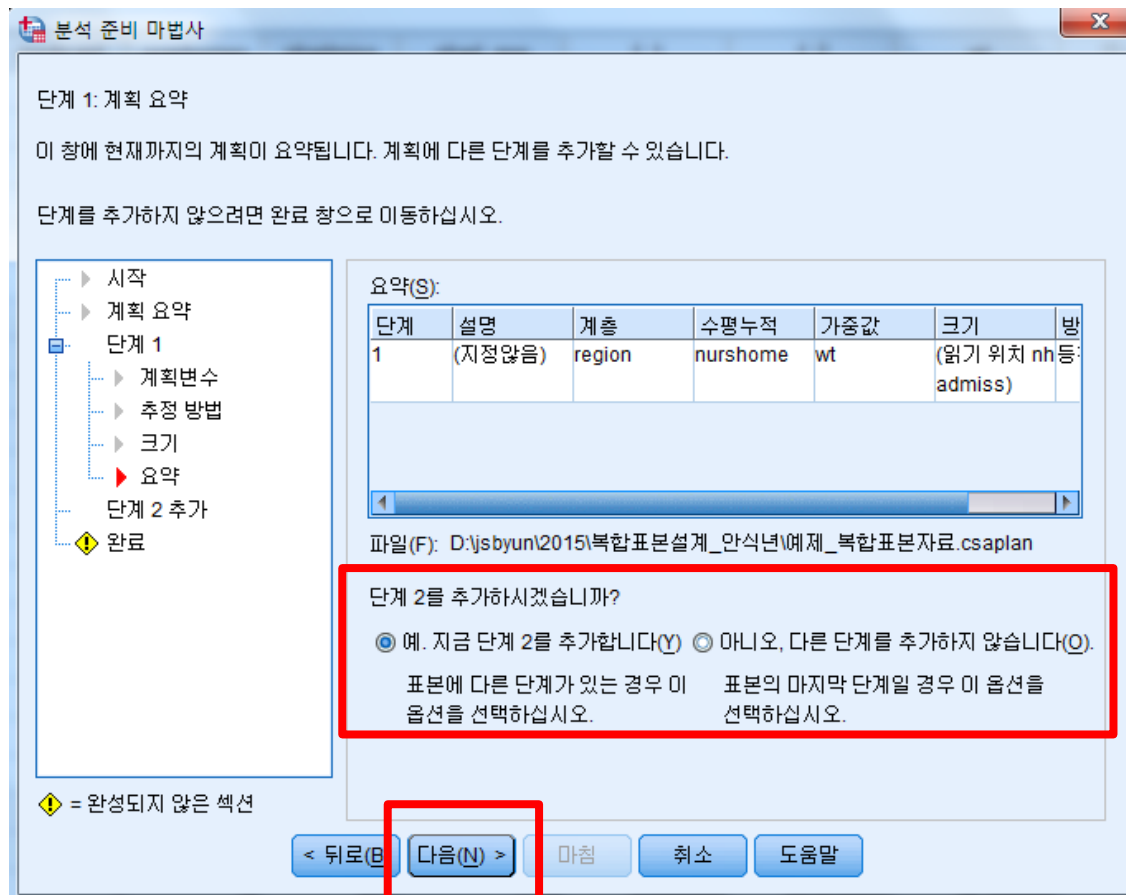 분석 준비 마법사
단계 1: 계획 요약
이 창에 현재까지의 계획이 요약됩니다. 계획에 다른 단계를 추가할 수 있습니다.
단계를 추가하지 않으려면 완료 창으로 이동하십시오.
시작
계획 요약
단계 1
계획변수
추정 방법
크기
요약
단계 2 추가
완료
= 완성되지 않은 섹션
요약(S):
단계 설명 계층 수평누적 가중값 크기 방
1 (지정않음) region nurshome wt (읽기 위치 nh 등
admiss)
파일(F): D:\jsbyun\2015\복합표본설계_안식년\예제_복합표본자료.csaplan
단계 2를 추가하시겠습니까?
예. 지금 단계 2를 추가합니다(Y) 아니오, 다른 단계를 추가하지 않습니다(O).
표본에 다른 단계가 있는 경우 이 옵션을 선택하십시오.
표본의 마지막 단계일 경우 이 옵션을 선택하십시오.
< 뒤로(B 다음(N) > 마침 취소 도움말